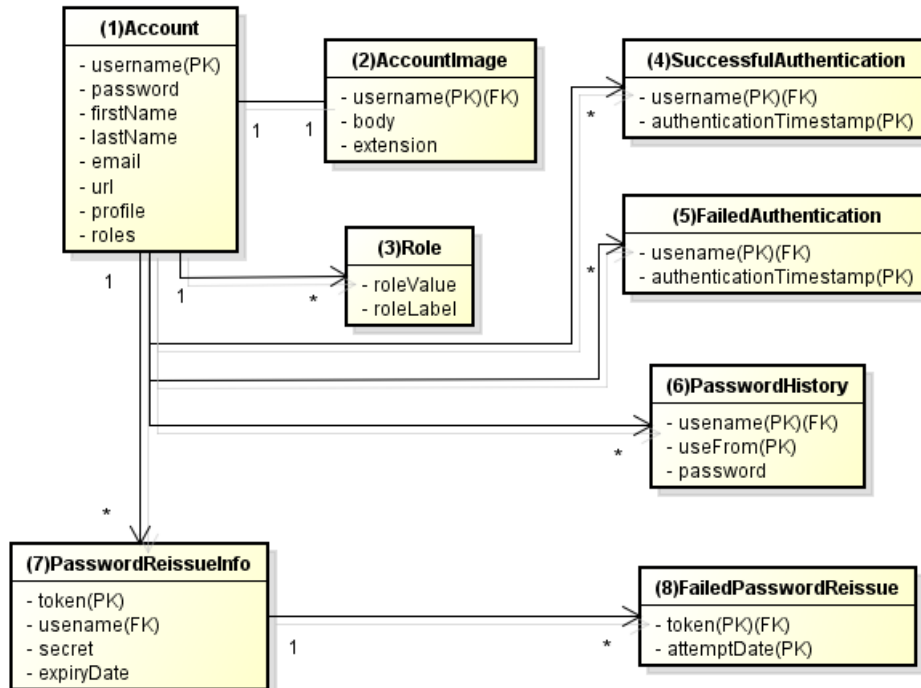 (1)Account
- username(PK)
- password
- firstName
- lastName
- email
- url
- profile
- roles
(2)AccountImage
- username(PK)(FK)
- body
- extension
(3)Role
- roleValue
- roleLabel
(4)SuccessfulAuthentication
- username(PK)(FK)
- authenticationTimestamp(PK)
(5)FailedAuthentication
- usename(PK)(FK)
- authenticationTimestamp(PK)
(6)PasswordHistory
- usename(PK)(FK)
- useFrom(PK)
- password
(7)PasswordReissueInfo
- token(PK)
- usename(FK)
- secret
- expiryDate
(8)FailedPasswordReissue
- token(PK)(FK)
- attemptDate(PK)
1
1
1
1
*
*
*
*
*
1
*